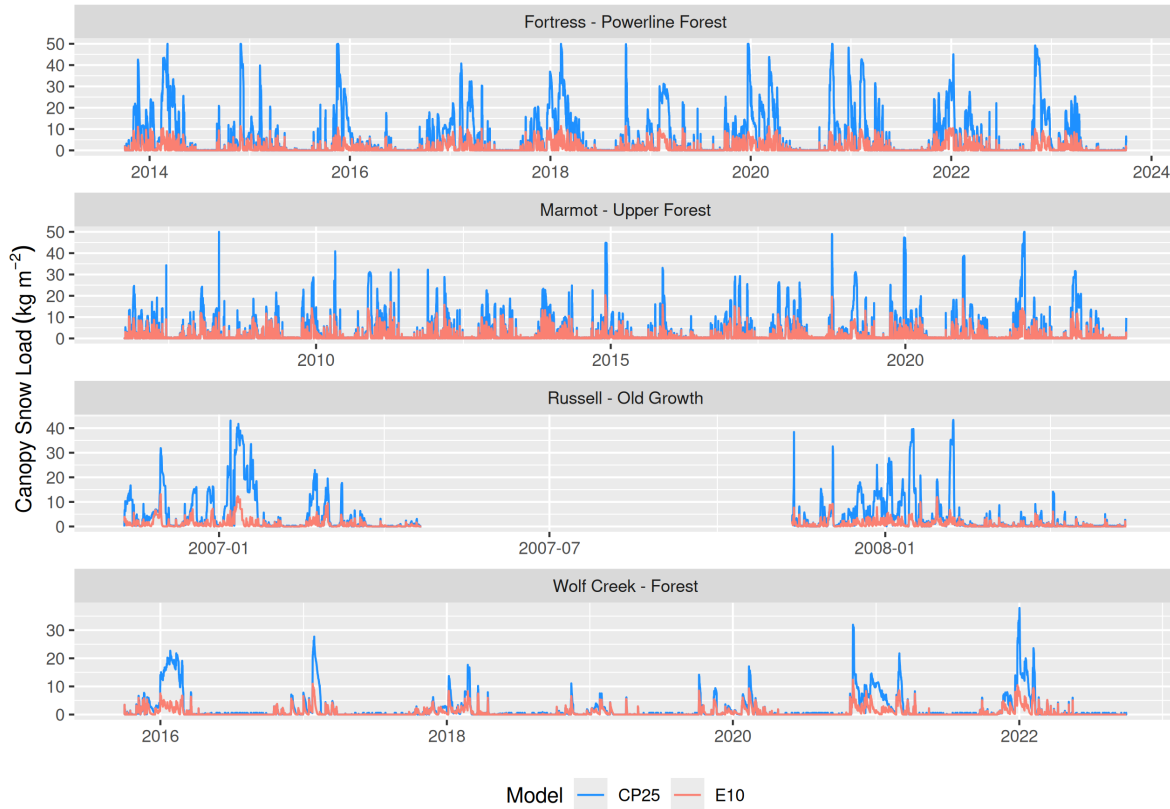 Fortress - Powerline Forest
50
40
30
20
10
0
2014 2016 2018 2020 2022 2024
Marmot - Upper Forest
50
40
30
20
10
0
2010 2015 2020
Russell - Old Growth
40
30
20
10
0
2007-01 2007-07 2008-01
Wolf Creek - Forest
30
20
10
0
2016 2018 2020 2022
Canopy Snow Load (kg m⁻²)
Model CP25 E10